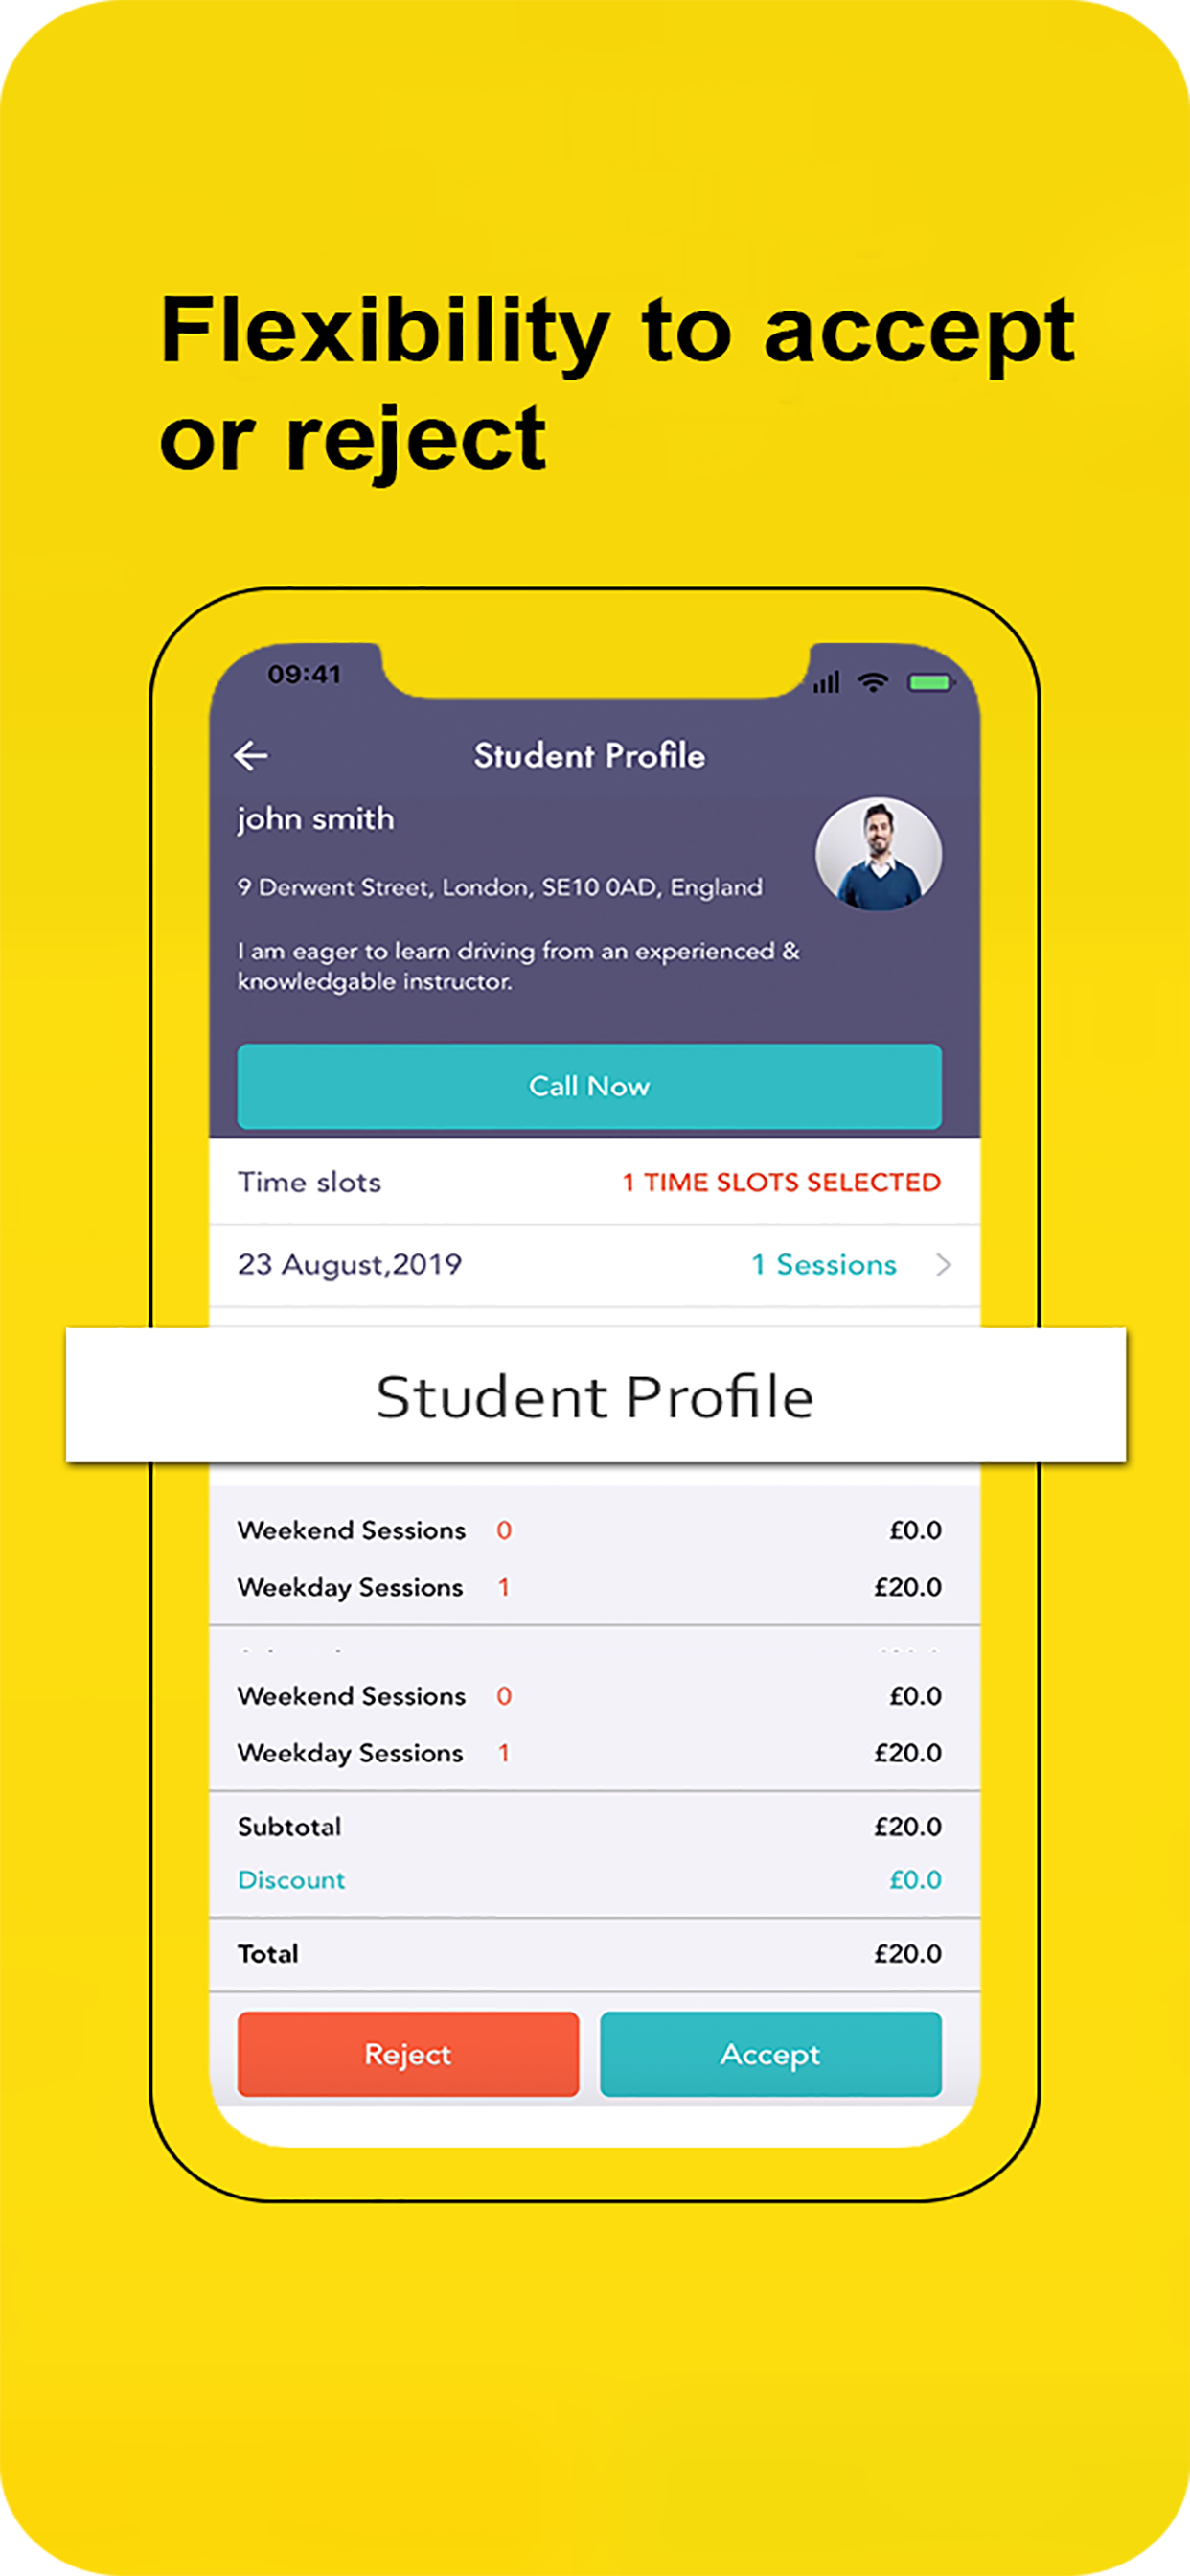 Flexibility to accept
or reject
09:41
Student Profile
john smith
9 Derwent Street, London, SE10 0AD, England
I am eager to learn driving from an experienced &
knowledgable instructor.
Call Now
Time slots 1 TIME SLOTS SELECTED
23 August,2019 1 Sessions
Student Profile
Weekend Sessions 0 £0.0
Weekday Sessions 1 £20.0
Weekend Sessions 0 £0.0
Weekday Sessions 1 £20.0
Subtotal £20.0
Discount £0.0
Total £20.0
Reject Accept